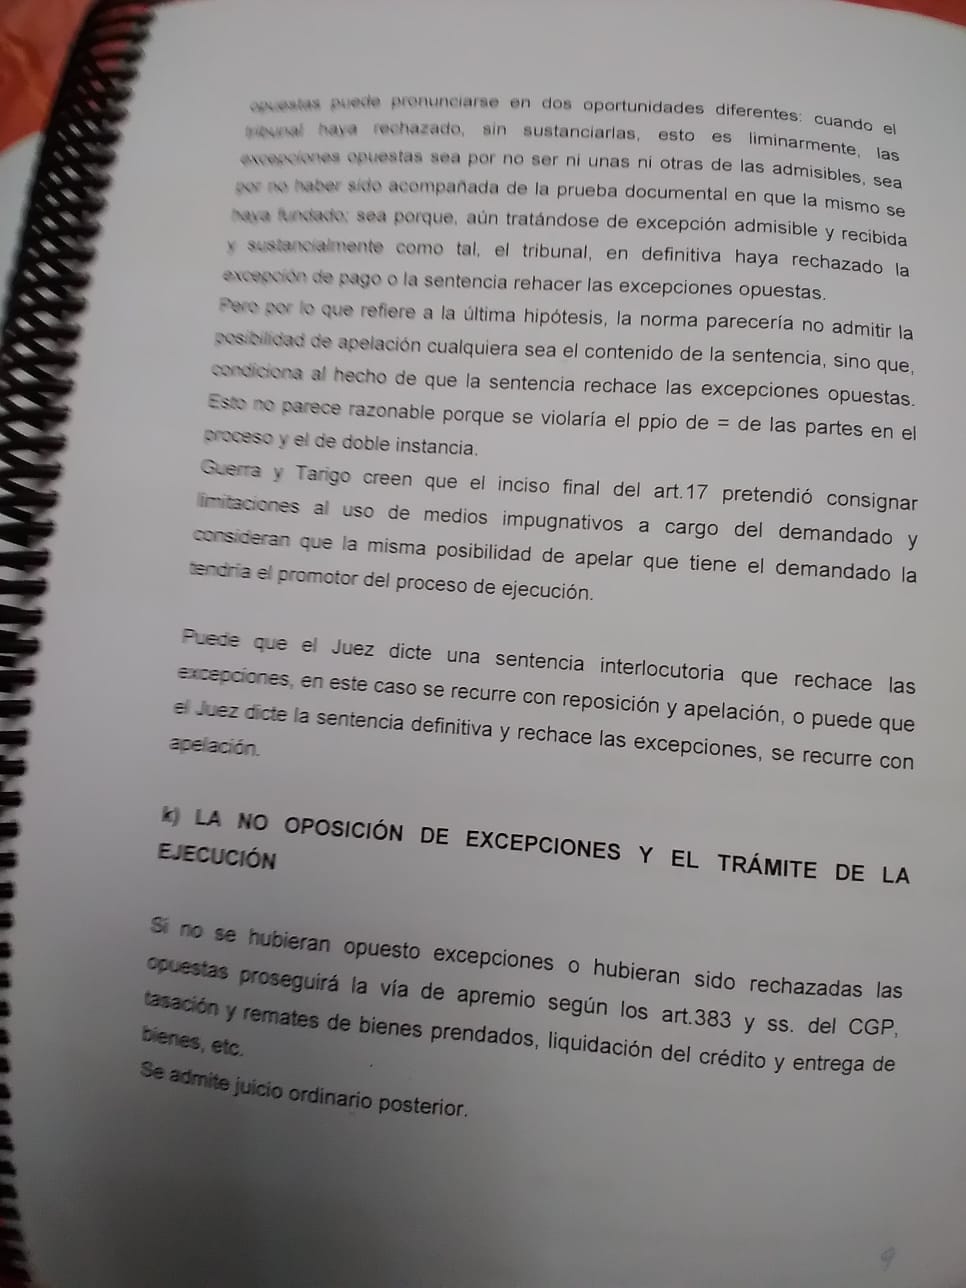 opuestas puede pronunciarse en dos oportunidades diferentes: cuando el
tribunal haya rechazado, sin sustanciarlas, esto es liminarmente, las
excepciones opuestas sea por no ser ni unas ni otras de las admisibles, sea
por no haber sido acompañada de la prueba documental en que la mismo se
haya fundado; sea porque, aún tratándose de excepción admisible y recibida
y sustancialmente como tal, el tribunal, en definitiva haya rechazado la
excepción de pago o la sentencia rehacer las excepciones opuestas.
Pero por lo que refiere a la última hipótesis, la norma parecería no admitir la
posibilidad de apelación cualquiera sea el contenido de la sentencia, sino que,
condiciona al hecho de que la sentencia rechace las excepciones opuestas.
Esto no parece razonable porque se violaría el ppio de = de las partes en el
proceso y el de doble instancia.
Guerra y Tarigo creen que el inciso final del art.17 pretendió consignar
limitaciones al uso de medios impugnativos a cargo del demandado y
consideran que la misma posibilidad de apelar que tiene el demandado la
tendría el promotor del proceso de ejecución.
Puede que el Juez dicte una sentencia interlocutoria que rechace las
excepciones, en este caso se recurre con reposición y apelación, o puede que
el Juez dicte la sentencia definitiva y rechace las excepciones, se recurre con
apelación.
k) LA NO OPOSICIÓN DE EXCEPCIONES Y EL TRÁMITE DE LA
EJECUCIÓN
Si no se hubieran opuesto excepciones o hubieran sido rechazadas las
opuestas proseguirá la vía de apremio según los art.383 y ss. del CGP,
tasación y remates de bienes prendados, liquidación del crédito y entrega de
bienes, etc.
Se admite juicio ordinario posterior.
9